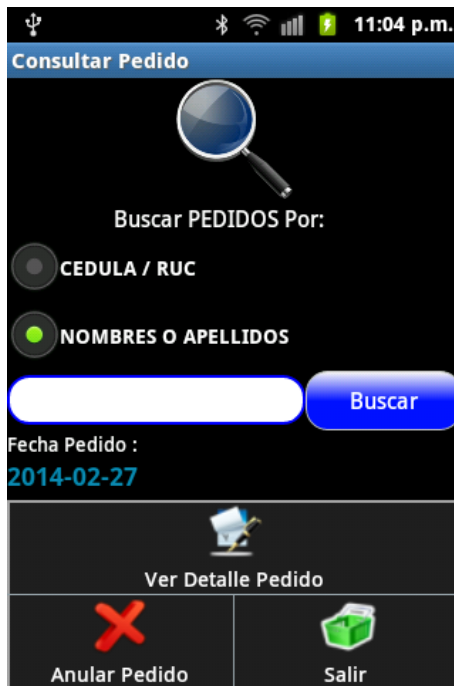 11:04 p.m.
Consultar Pedido
Buscar PEDIDOS Por:
CEDULA / RUC
NOMBRES O APELLIDOS
Buscar
Fecha Pedido :
2014-02-27
Ver Detalle Pedido
Anular Pedido
Salir